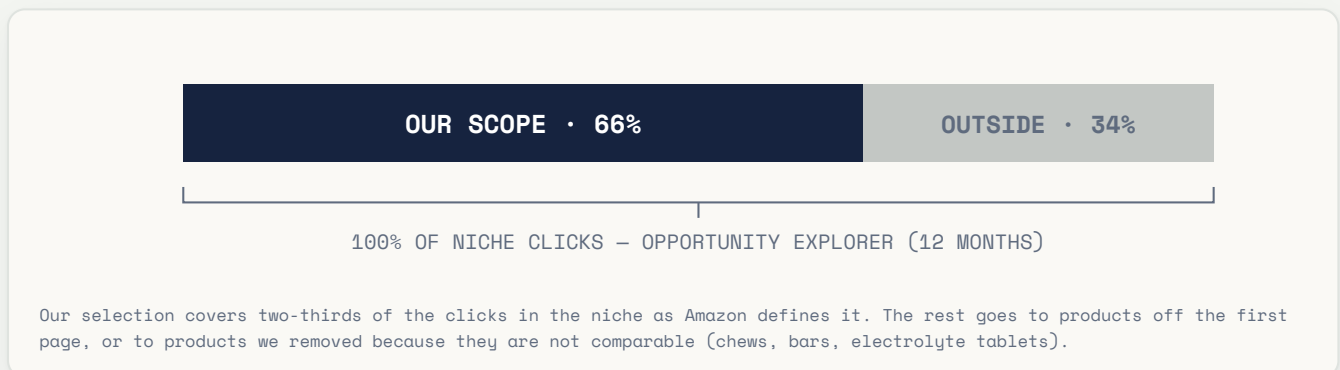 OUR SCOPE · 66%
OUTSIDE · 34%
100% OF NICHE CLICKS — OPPORTUNITY EXPLORER (12 MONTHS)
Our selection covers two-thirds of the clicks in the niche as Amazon defines it. The rest goes to products off the first
page, or to products we removed because they are not comparable (chews, bars, electrolyte tablets).